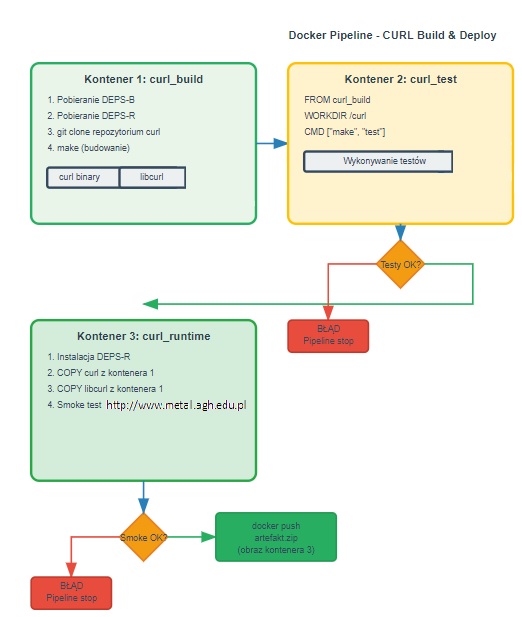 Docker Pipeline - CURL Build & Deploy
Kontener 1: curl_build
1. Pobieranie DEPS-B
2. Pobieranie DEPS-R
3. git clone repozytorium curl
4. make (budowanie)
curl binary
libcurl
Kontener 2: curl_test
FROM curl_build
WORKDIR /curl
CMD ["make", "test"]
Wykonywanie testów
Testy OK?
BŁĄD
Pipeline stop
Kontener 3: curl_runtime
1. Instalacja DEPS-R
2. COPY curl z kontenera 1
3. COPY libcurl z kontenera 1
4. Smoke test http://www.metal.agh.edu.pl
Smoke OK?
docker push
artefakt.zip
(obraz kontenera 3)
BŁĄD
Pipeline stop